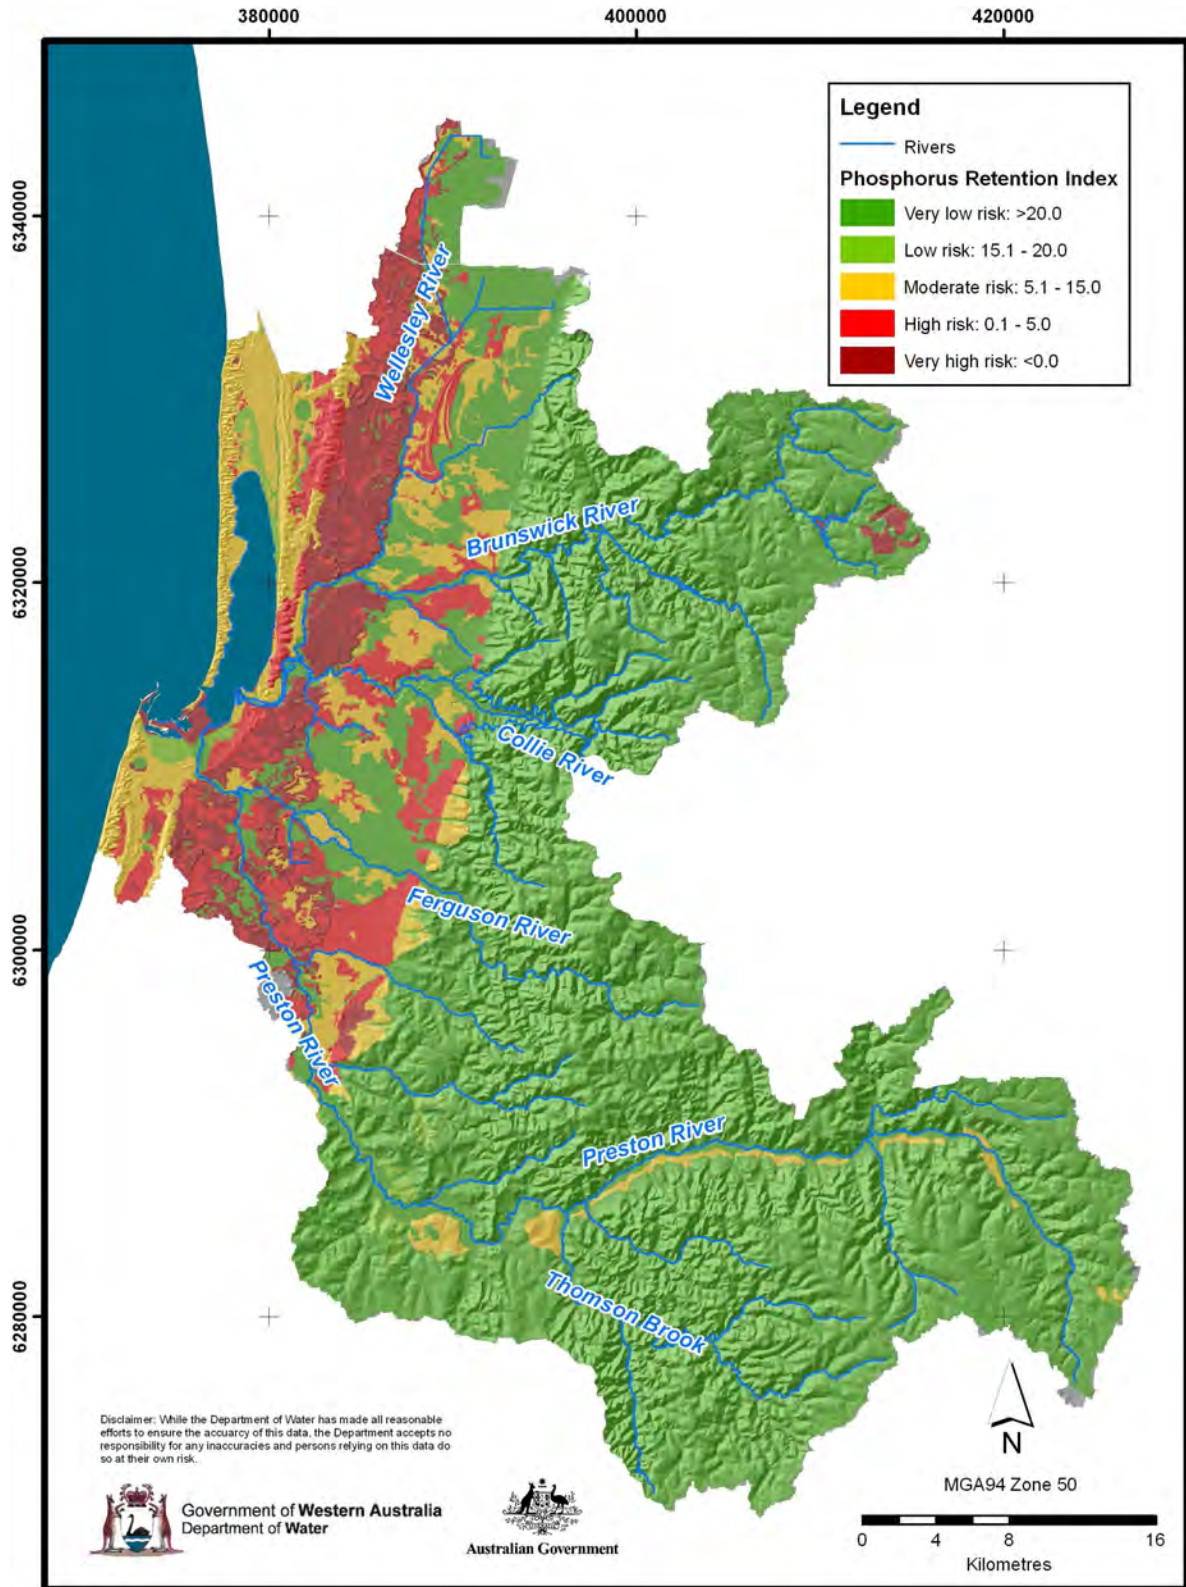 380000
400000
420000
6340000
6320000
6300000
6280000
Legend
Rivers
Phosphorus Retention Index
Very low risk: >20.0
Low risk: 15.1 - 20.0
Moderate risk: 5.1 - 15.0
High risk: 0.1 - 5.0
Very high risk: <0.0
Wellesley River
Brunswick River
Collie River
Ferguson River
Preston River
Preston River
Thomson Brook
Disclaimer: While the Department of Water has made all reasonable
efforts to ensure the accuarcy of this data, the Department accepts no
responsibility for any inaccuracies and persons relying on this data do
so at their own risk.
Government of Western Australia
Department of Water
Australian Government
N
MGA94 Zone 50
0 4 8 16
Kilometres